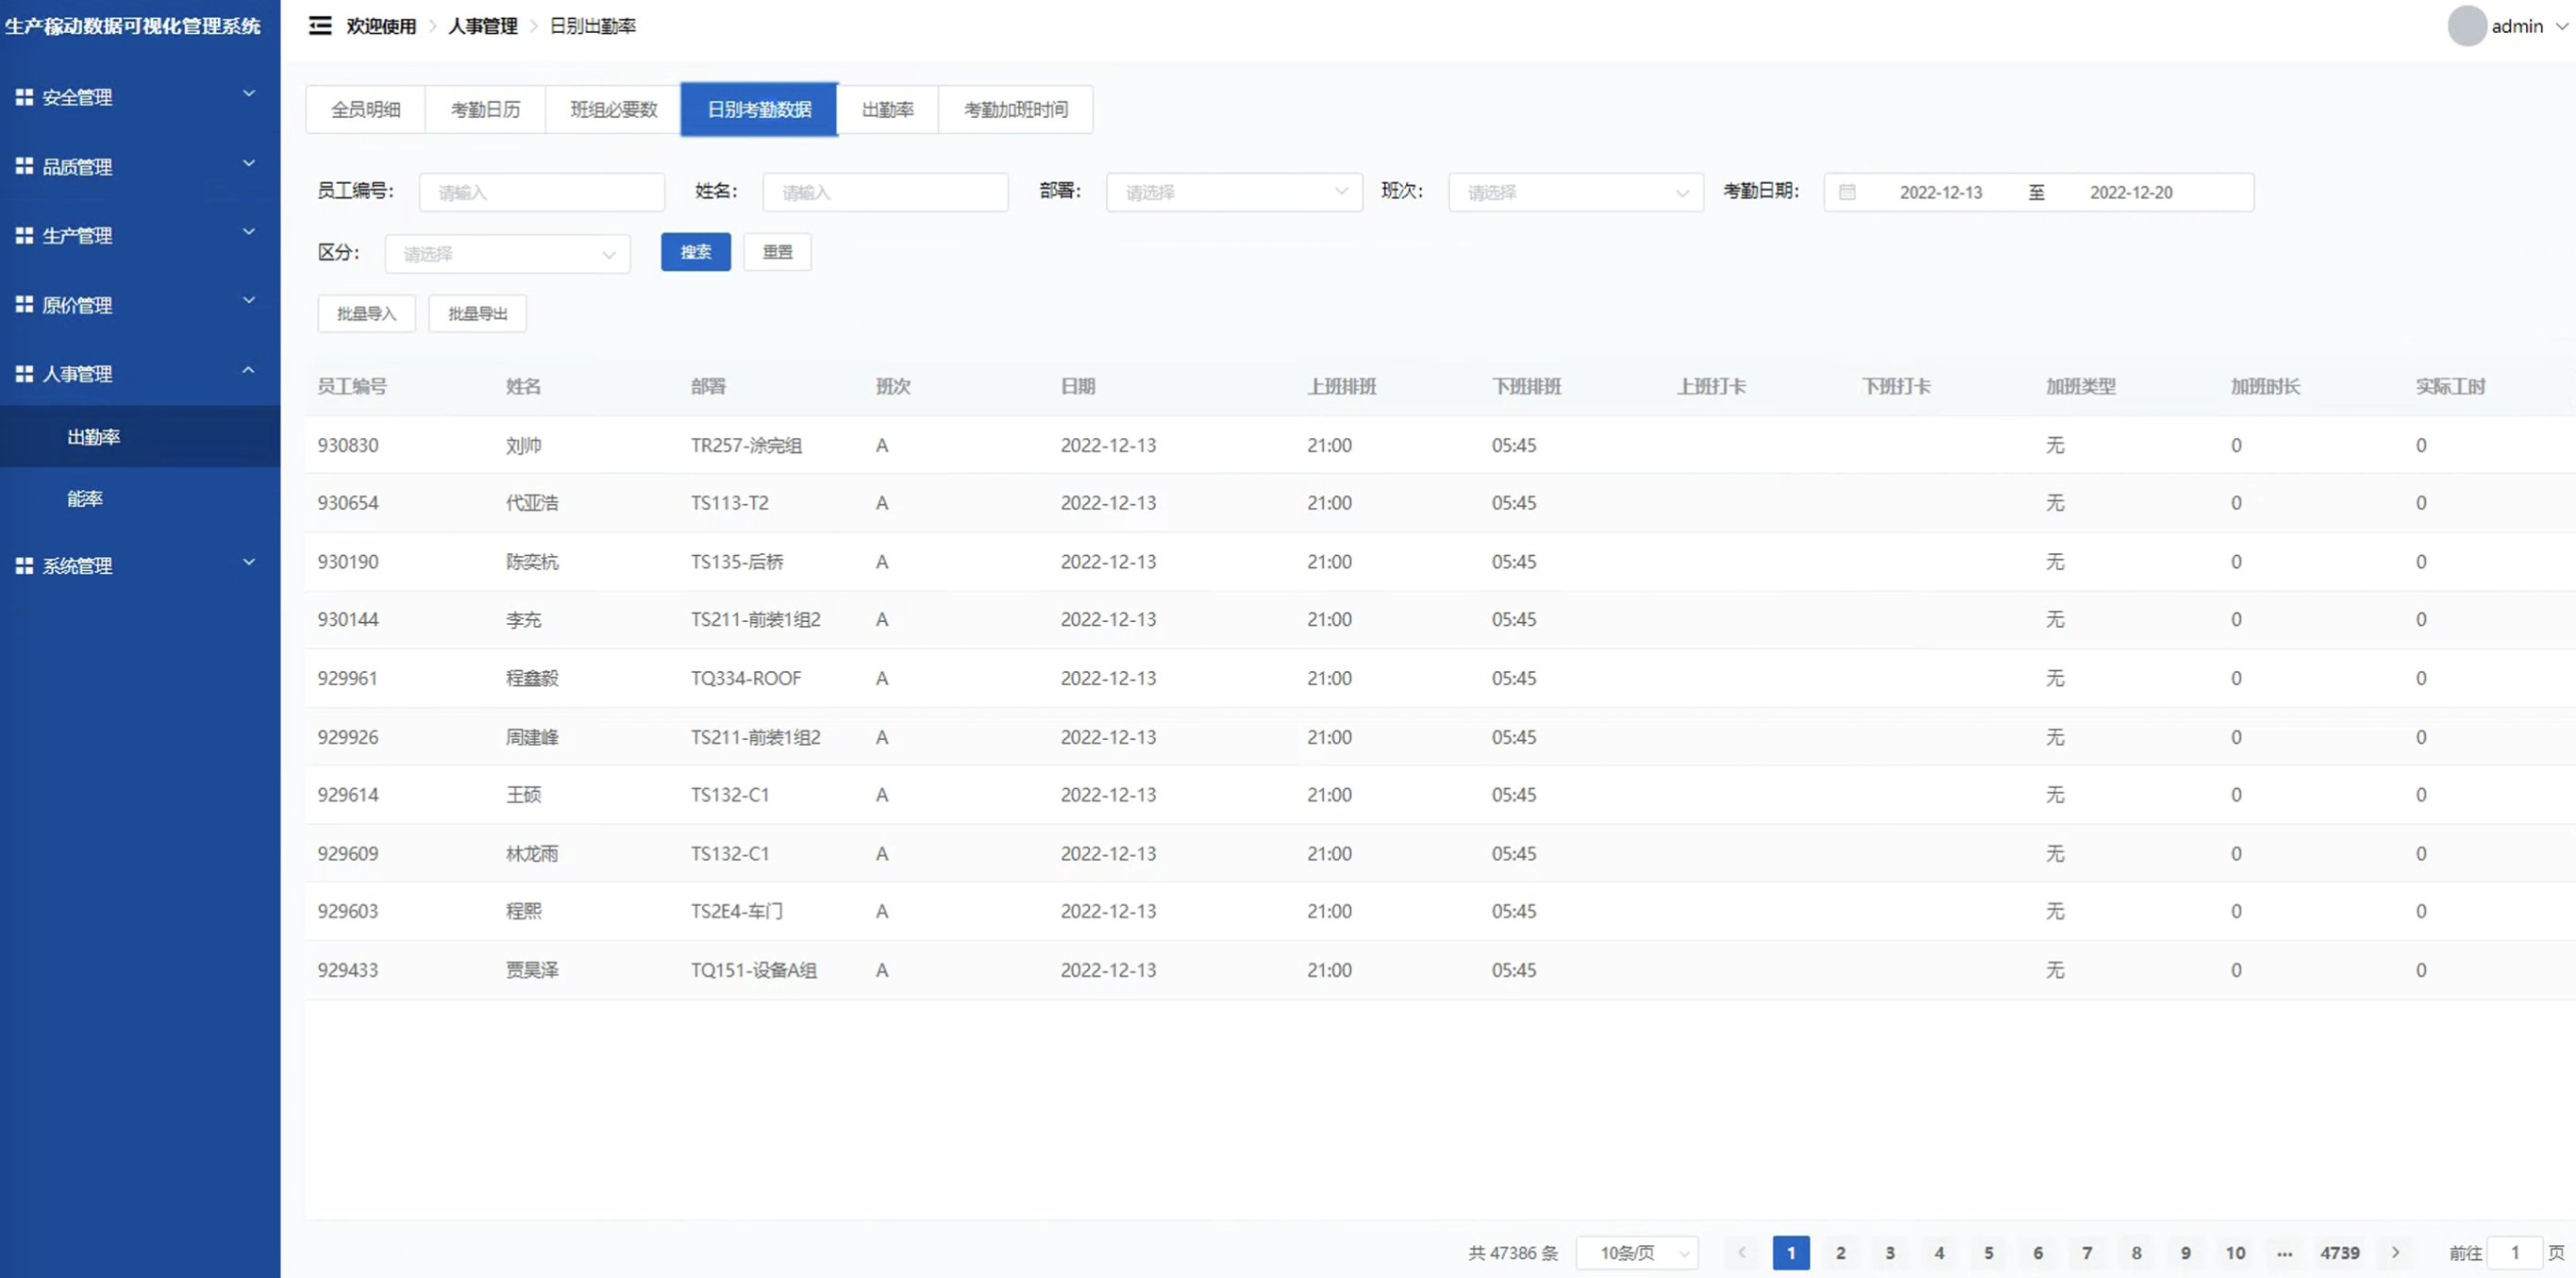 生产稼动数据可视化管理系统
欢迎使用 > 人事管理 > 日别出勤率
admin
安全管理
品质管理
生产管理
原价管理
人事管理
出勤率
能率
系统管理
全员明细 考勤日历 班组必要数 日别考勤数据 出勤率 考勤加班时间
员工编号: 请输入 姓名: 请输入 部署: 请选择 班次: 请选择 考勤日期: 2022-12-13 至 2022-12-20
区分: 请选择 搜索 重置
批量导入 批量导出
员工编号 姓名 部署 班次 日期 上班排班 下班排班 上班打卡 下班打卡 加班类型 加班时长 实际工时
930830 刘帅 TR257-涂完组 A 2022-12-13 21:00 05:45 无 0 0
930654 代亚浩 TS113-T2 A 2022-12-13 21:00 05:45 无 0 0
930190 陈奕杭 TS135-后桥 A 2022-12-13 21:00 05:45 无 0 0
930144 李充 TS211-前装1组2 A 2022-12-13 21:00 05:45 无 0 0
929961 程鑫毅 TQ334-ROOF A 2022-12-13 21:00 05:45 无 0 0
929926 周建峰 TS211-前装1组2 A 2022-12-13 21:00 05:45 无 0 0
929614 王硕 TS132-C1 A 2022-12-13 21:00 05:45 无 0 0
929609 林龙雨 TS132-C1 A 2022-12-13 21:00 05:45 无 0 0
929603 程熙 TS2E4-车门 A 2022-12-13 21:00 05:45 无 0 0
929433 贾昊泽 TQ151-设备A组 A 2022-12-13 21:00 05:45 无 0 0
共 47386 条 10条/页 < 1 2 3 4 5 6 7 8 9 10 ... 4739 > 前往 1 页